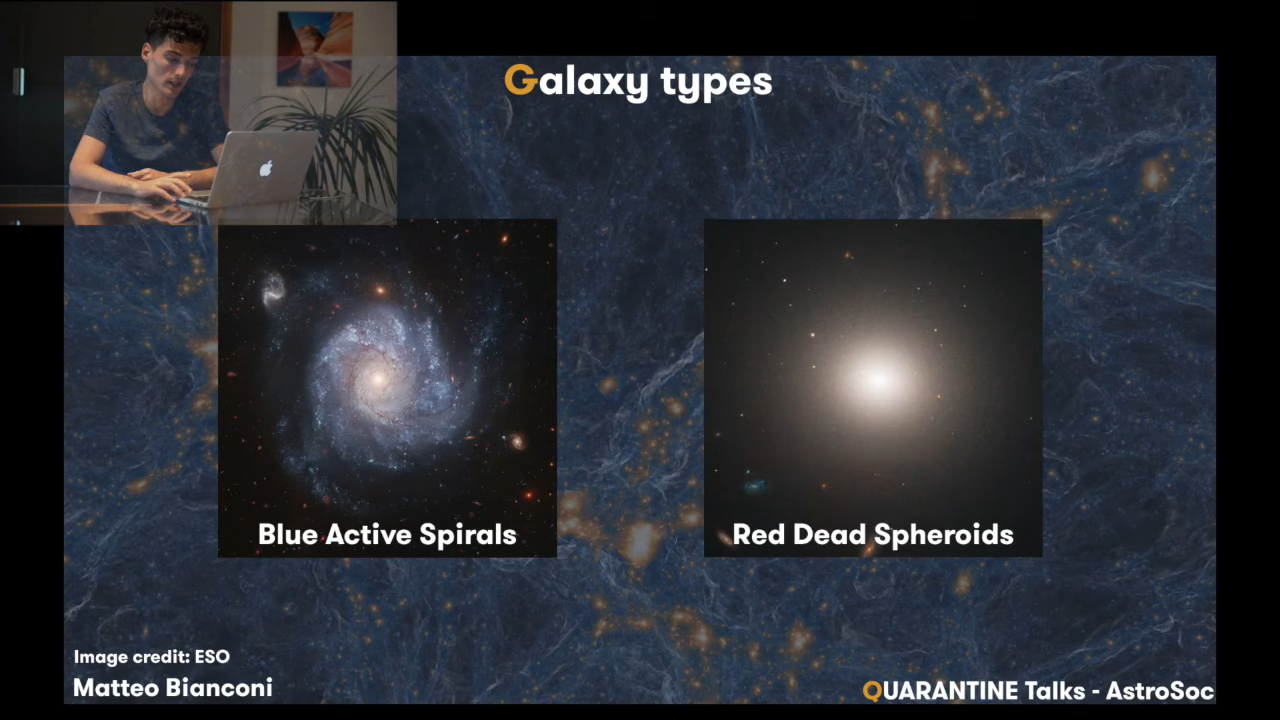 Galaxy types
Blue Active Spirals
Red Dead Spheroids
Image credit: ESO
Matteo Bianconi
QUARANTINE Talks - AstroSoc